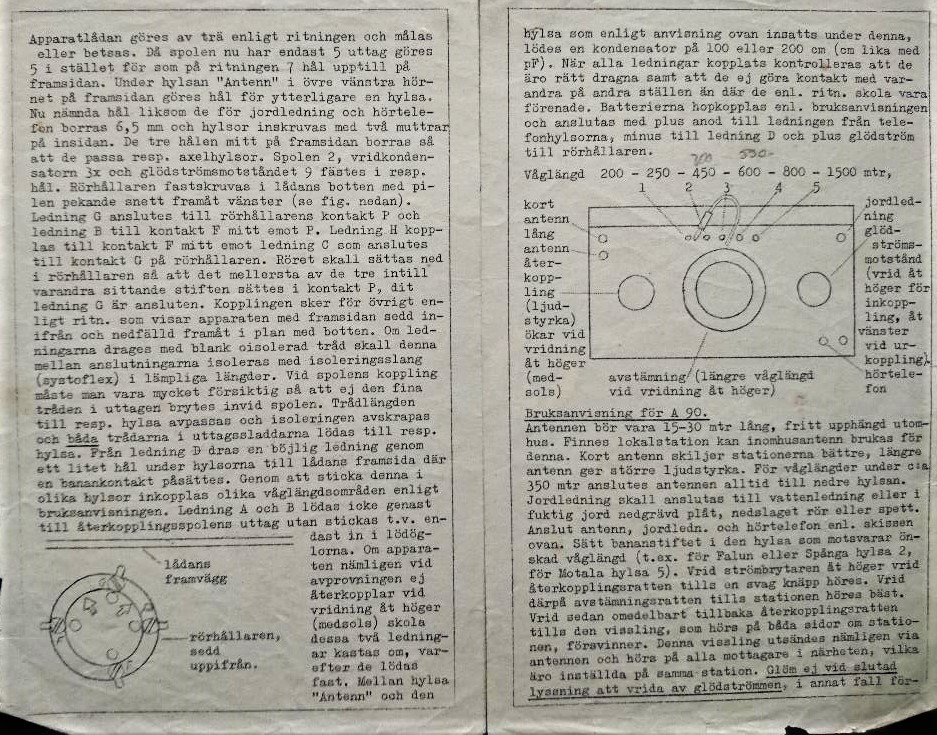 Apparatlådan göres av trä enligt ritningen och målas
eller betsas. Då spolen nu har endast 5 uttag göres
5 i stället för som på ritningen 7 hål upptill på
framsidan. Under hylsan "Antenn" i övre vänstra hör-
net på framsidan göres hål för ytterligare en hylsa.
Nu nämnda hål liksom de för jordledning och hörtele-
fon borras 6,5 mm och hylsor inskruvas med två muttrar
på insidan. De tre hålen mitt på framsidan borras så
att de passa resp. axelhylsor. Spolen 2, vridkonden-
satorn 3x och glödströmsmotståndet 9 fästes i resp.
hål. Rörhållaren fastskruvas i lådans botten med pi-
len pekande snett framåt vänster (se fig. nedan).
Ledning G anslutes till rörhållarens kontakt P och
ledning B till kontakt F mitt emot P. Ledning H kopp-
las till kontakt F mitt emot ledning C som anslutes
till kontakt G på rörhållaren. Röret skall sättas ned
i rörhållaren så att det mellersta av de tre intill
varandra sittande stiften sättes i kontakt P, dit
ledning G är ansluten. Kopplingen sker för övrigt en-
ligt ritn. som visar apparaten med framsidan sedd in-
ifrån och nedfälld framåt i plan med botten. Om led-
ningarna drages med blank oisolerad tråd skall denna
mellan anslutningarna isoleras med isoleringsslang
(systoflex) i lämpliga längder. Vid spolens koppling
måste man vara mycket försiktig så att ej den fina
tråden i uttagen brytes invid spolen. Trådlängden
till resp. hylsa avpassas och isoleringen avskrapas
och båda trådarna i uttagssladdarna lödas till resp.
hylsa. Från ledning D dras en böjlig ledning genom
ett litet hål under hylsorna till lådans framsida där
en banankontakt påsättes. Genom att sticka denna i
olika hylsor inkopplas olika våglängdsområden enligt
bruksanvisningen. Ledning A och B lödas icke genast
till återkopplingsspolens uttag utan stickas t.v. en-
dast in i lödög-
lorna. Om appara-
ten nämligen vid
avprovningen ej
återkopplar vid
vridning åt höger
(medsols) skola
dessa två ledning-
ar kastas om, var-
efter de lödas
fast. Mellan hylsa
"Antenn" och den
lådans
framvägg
rörhållaren,
sedd
uppifrån.
F
P
F
hylsa som enligt anvisning ovan insatts under denna,
lödes en kondensator på 100 eller 200 cm (cm lika med
pF). När alla ledningar kopplats kontrolleras att de
äro rätt dragna samt att de ej göra kontakt med var-
andra på andra ställen än där de enl. ritn. skola vara
förenade. Batterierna hopkopplas enl. bruksanvisningen
och anslutas med plus anod till ledningen från tele-
fonhylsorna, minus till ledning D och plus glödström
till rörhållaren.
Våglängd 200 - 250 - 450 - 600 - 800 - 1500 mtr,
1 2 3 4 5
kort
antenn
lång
antenn
åter-
kopp-
ling
(ljud-
styrka)
ökar vid
vridning
åt höger
(med-
sols)
jordled-
ning
glöd-
ströms-
motstånd
(vrid åt
höger för
inkopp-
ling, åt
vänster
vid ur-
koppling).
hörtele-
fon
avstämning (längre våglängd
vid vridning åt höger)
Bruksanvisning för A 90.
Antennen bör vara 15-30 mtr lång, fritt upphängd utom-
hus. Finnes lokalstation kan inomhusantenn brukas för
denna. Kort antenn skiljer stationerna bättre, längre
antenn ger större ljudstyrka. För våglängder under c:a
350 mtr anslutes antennen alltid till nedre hylsan.
Jordledning skall anslutas till vattenledning eller i
fuktig jord nedgrävd plåt, nedslaget rör eller spett.
Anslut antenn, jordledn. och hörtelefon enl. skissen
ovan. Sätt bananstiftet i den hylsa som motsvarar ön-
skad våglängd (t.ex. för Falun eller Spånga hylsa 2,
för Motala hylsa 5). Vrid strömbrytaren åt höger vrid
återkopplingsratten tills en svag knäpp höres. Vrid
därpå avstämningsratten tills stationen höres bäst.
Vrid sedan omedelbart tillbaka återkopplingsratten
tills den vissling, som hörs på båda sidor om statio-
nen, försvinner. Denna vissling utsändes nämligen via
antennen och hörs på alla mottagare i närheten, vilka
äro inställda på samma station. Glöm ej vid slutad
lyssning att vrida av glödströmmen, i annat fall för-